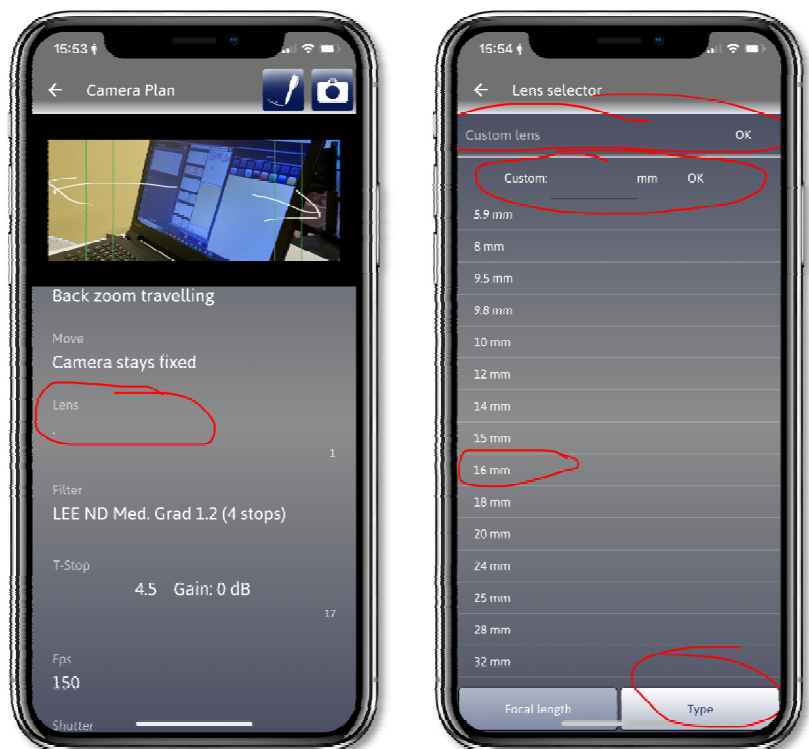 15:53
Camera Plan
Back zoom travelling
Move
Camera stays fixed
Lens
-
1
Filter
LEE ND Med. Grad 1.2 (4 stops)
T-Stop
4.5 Gain: 0 dB
17
Fps
150
Shutter
15:54
Lens selector
Custom lens OK
Custom: mm OK
5.9 mm
8 mm
9.5 mm
9.8 mm
10 mm
12 mm
14 mm
15 mm
16 mm
18 mm
20 mm
24 mm
25 mm
28 mm
32 mm
Focal length Type